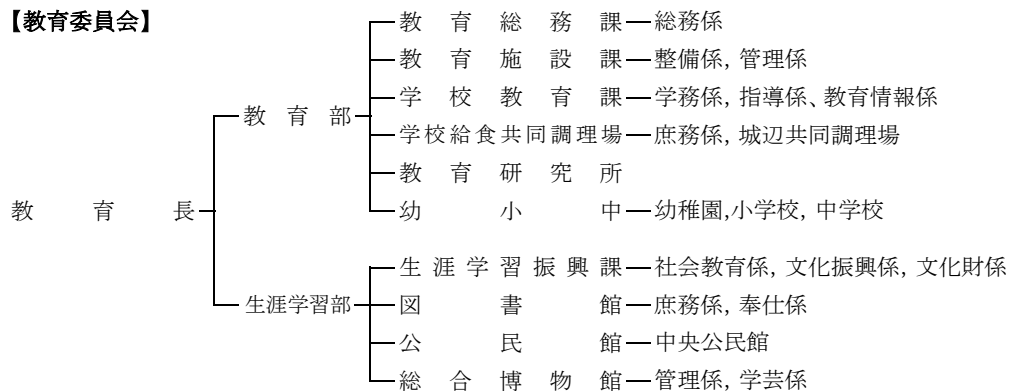 【教育委員会】
教育総務課 総務係
教育施設課 整備係, 管理係
学校教育課 学務係, 指導係、教育情報係
教育部
学校給食共同調理場 庶務係, 城辺共同調理場
教育研究所
教育長
幼小中 幼稚園,小学校, 中学校
生涯学習振興課 社会教育係, 文化振興係, 文化財係
生涯学習部
図書館 庶務係, 奉仕係
公民館 中央公民館
総合博物館 管理係, 学芸係